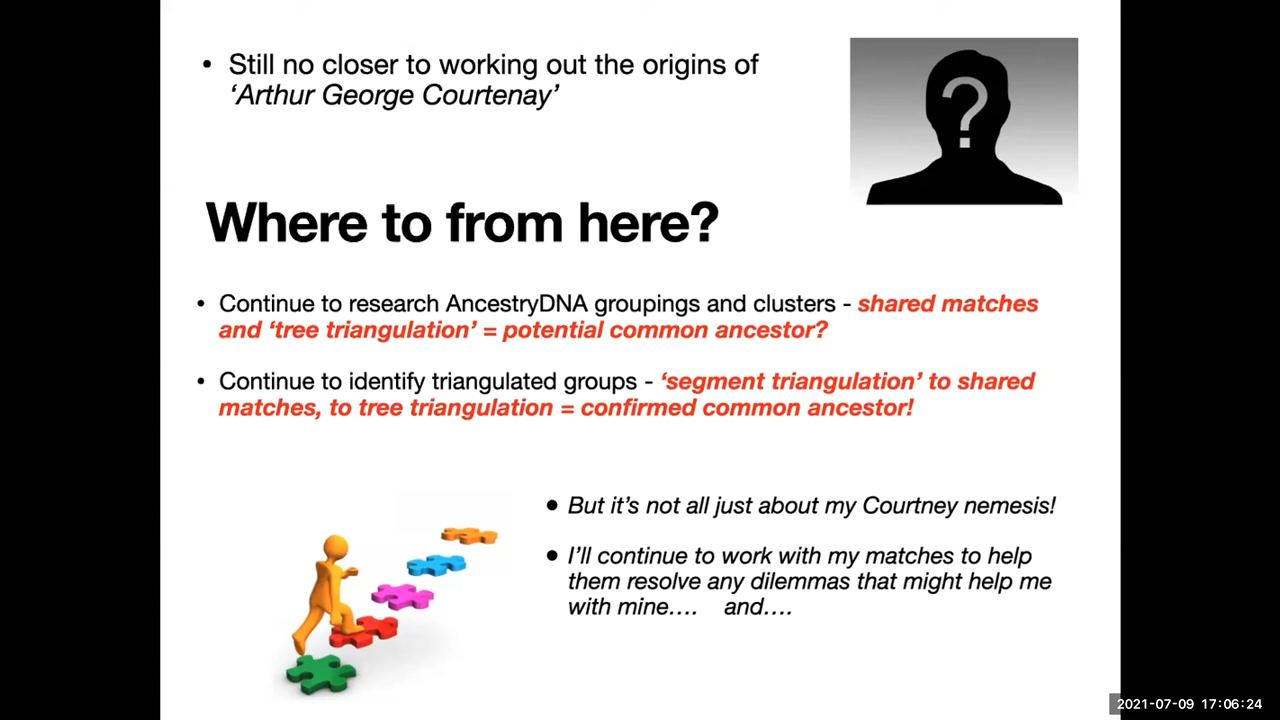 • Still no closer to working out the origins of
‘Arthur George Courtenay’
?
Where to from here?
• Continue to research AncestryDNA groupings and clusters - shared matches
and ‘tree triangulation’ = potential common ancestor?
• Continue to identify triangulated groups - ‘segment triangulation’ to shared
matches, to tree triangulation = confirmed common ancestor!
• But it’s not all just about my Courtney nemesis!
• I’ll continue to work with my matches to help
them resolve any dilemmas that might help me
with mine…. and….
2021-07-09 17:06:24